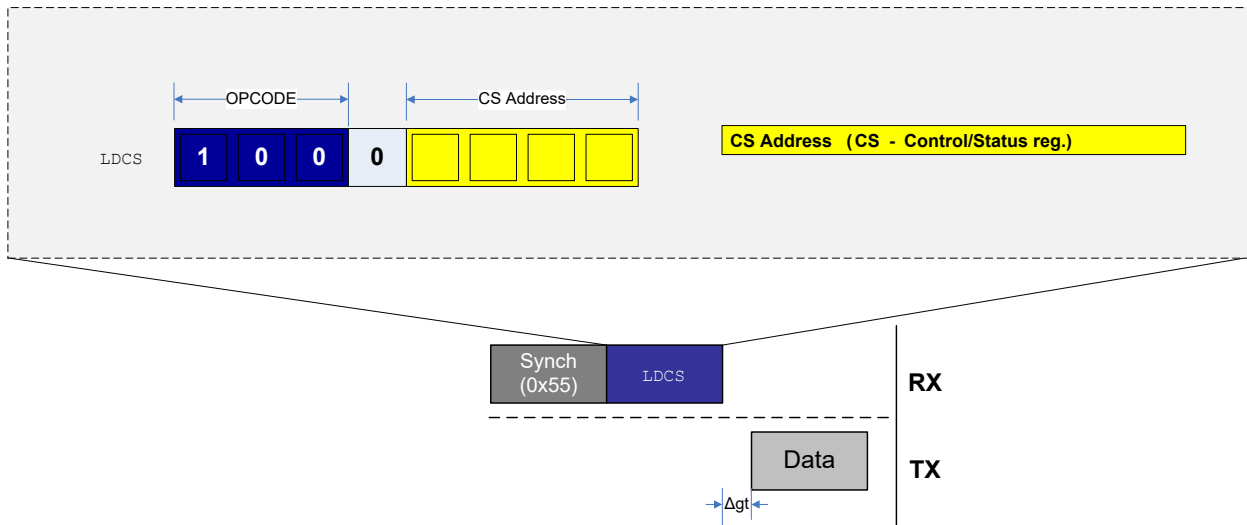 OPCODE
CS Address
LDCS
1 0 0 0
CS Address (CS - Control/Status reg.)
Synch
(0x55)
LDCS
RX
Data
TX
Δgt